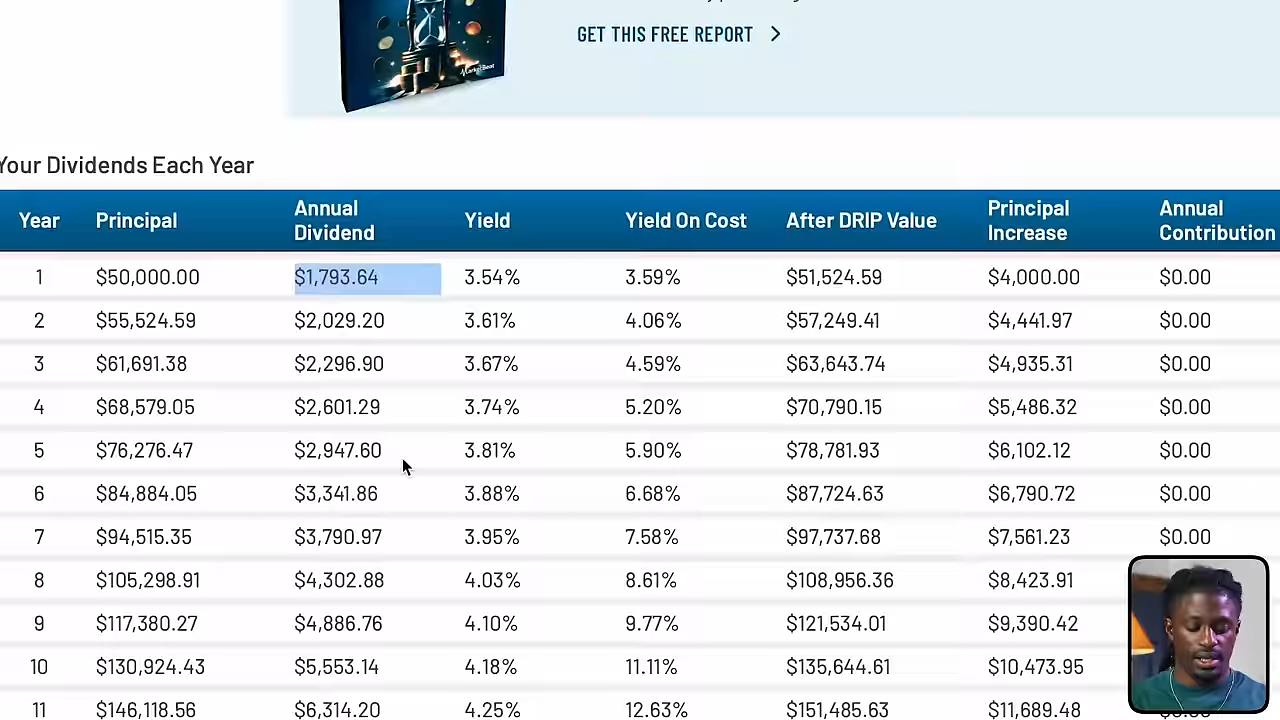 GET THIS FREE REPORT
MarketBeat
Your Dividends Each Year
Year Principal Annual Dividend Yield Yield On Cost After DRIP Value Principal Increase Annual Contribution
1 $50,000.00 $1,793.64 3.54% 3.59% $51,524.59 $4,000.00 $0.00
2 $55,524.59 $2,029.20 3.61% 4.06% $57,249.41 $4,441.97 $0.00
3 $61,691.38 $2,296.90 3.67% 4.59% $63,643.74 $4,935.31 $0.00
4 $68,579.05 $2,601.29 3.74% 5.20% $70,790.15 $5,486.32 $0.00
5 $76,276.47 $2,947.60 3.81% 5.90% $78,781.93 $6,102.12 $0.00
6 $84,884.05 $3,341.86 3.88% 6.68% $87,724.63 $6,790.72 $0.00
7 $94,515.35 $3,790.97 3.95% 7.58% $97,737.68 $7,561.23 $0.00
8 $105,298.91 $4,302.88 4.03% 8.61% $108,956.36 $8,423.91
9 $117,380.27 $4,886.76 4.10% 9.77% $121,534.01 $9,390.42
10 $130,924.43 $5,553.14 4.18% 11.11% $135,644.61 $10,473.95
11 $146,118.56 $6,314.20 4.25% 12.63% $151,485.63 $11,689.48